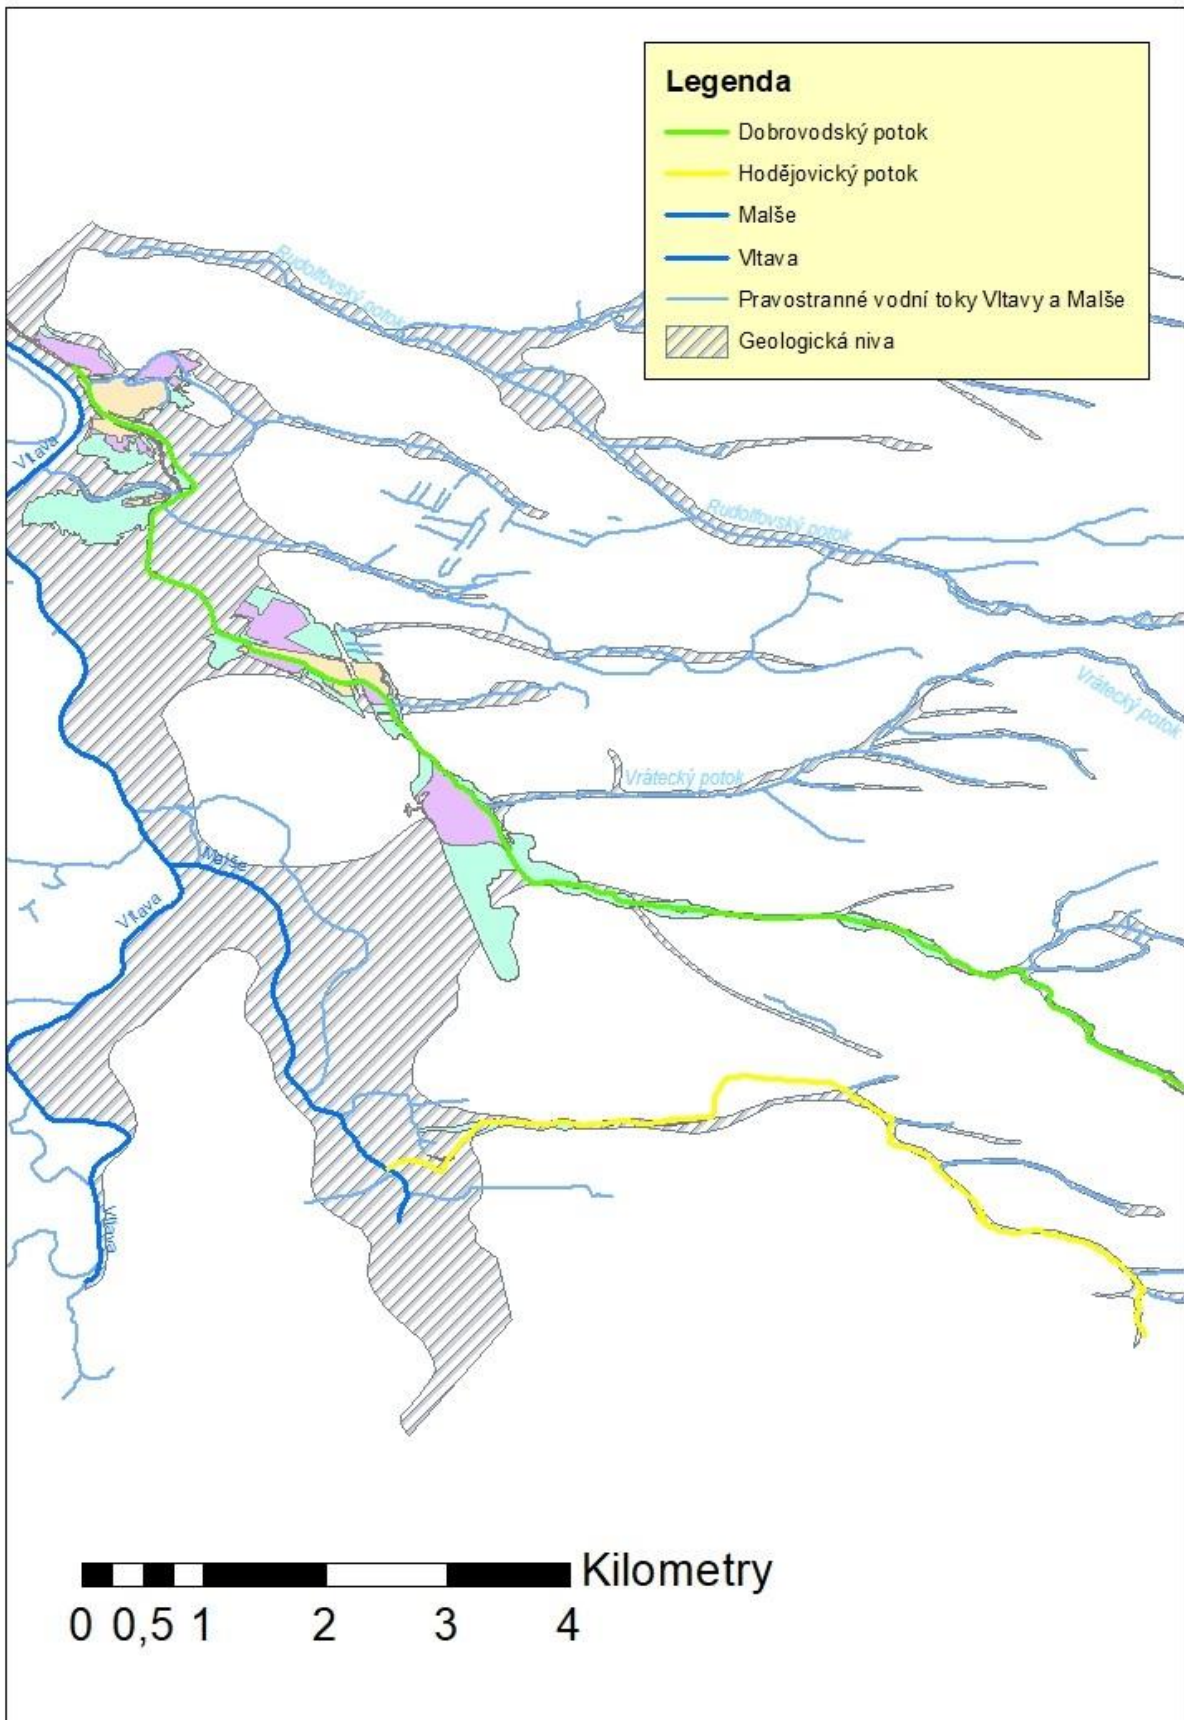 Legenda
Dobrovodský potok
Hodějovický potok
Malše
Vltava
Pravostranné vodní toky Vltavy a Malše
Geologická niva
Rudolfovský potok
Vltava
Rudolfovský potok
Vrátecký potok
Vrátecký potok
Malše
Vltava
Vltava
Kilometry
0 0,5 1 2 3 4